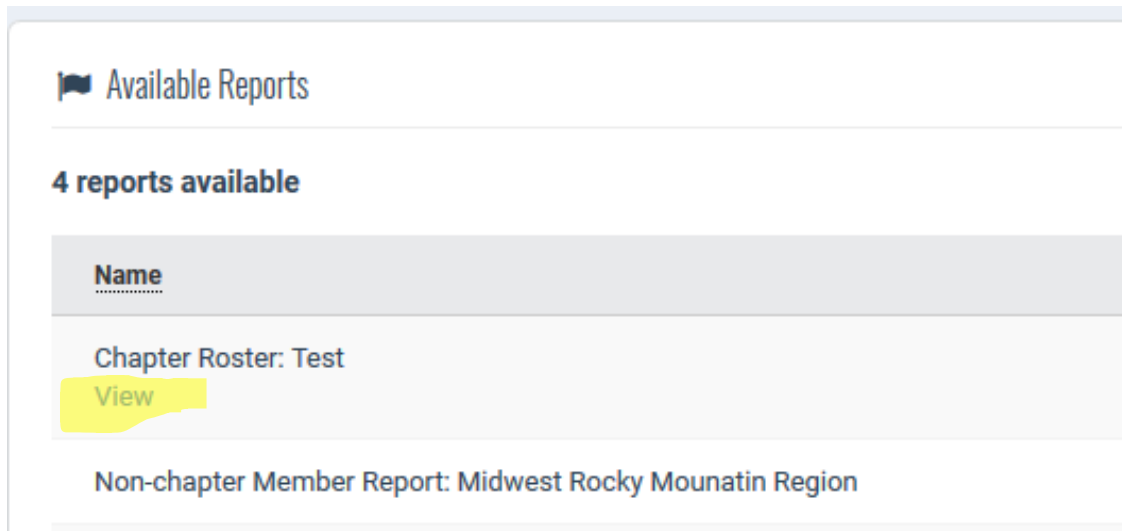 Available Reports
4 reports available
Name
Chapter Roster: Test
View
Non-chapter Member Report: Midwest Rocky Mounatin Region